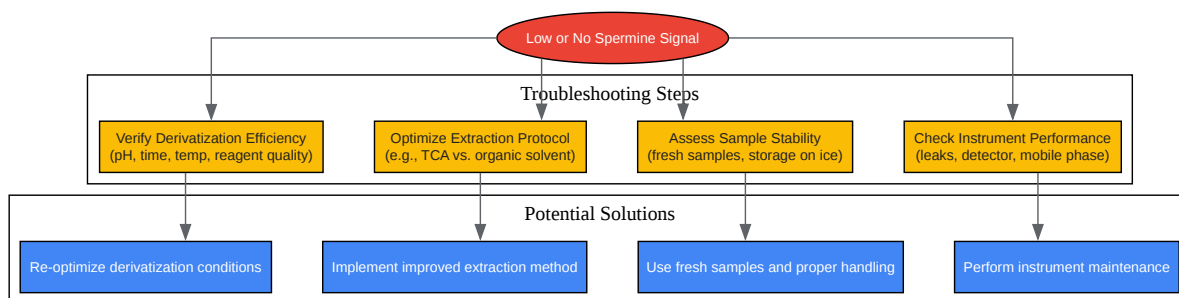 Low or No Spermine Signal
Troubleshooting Steps
Verify Derivatization Efficiency
(pH, time, temp, reagent quality)
Optimize Extraction Protocol
(e.g., TCA vs. organic solvent)
Assess Sample Stability
(fresh samples, storage on ice)
Check Instrument Performance
(leaks, detector, mobile phase)
Potential Solutions
Re-optimize derivatization conditions
Implement improved extraction method
Use fresh samples and proper handling
Perform instrument maintenance